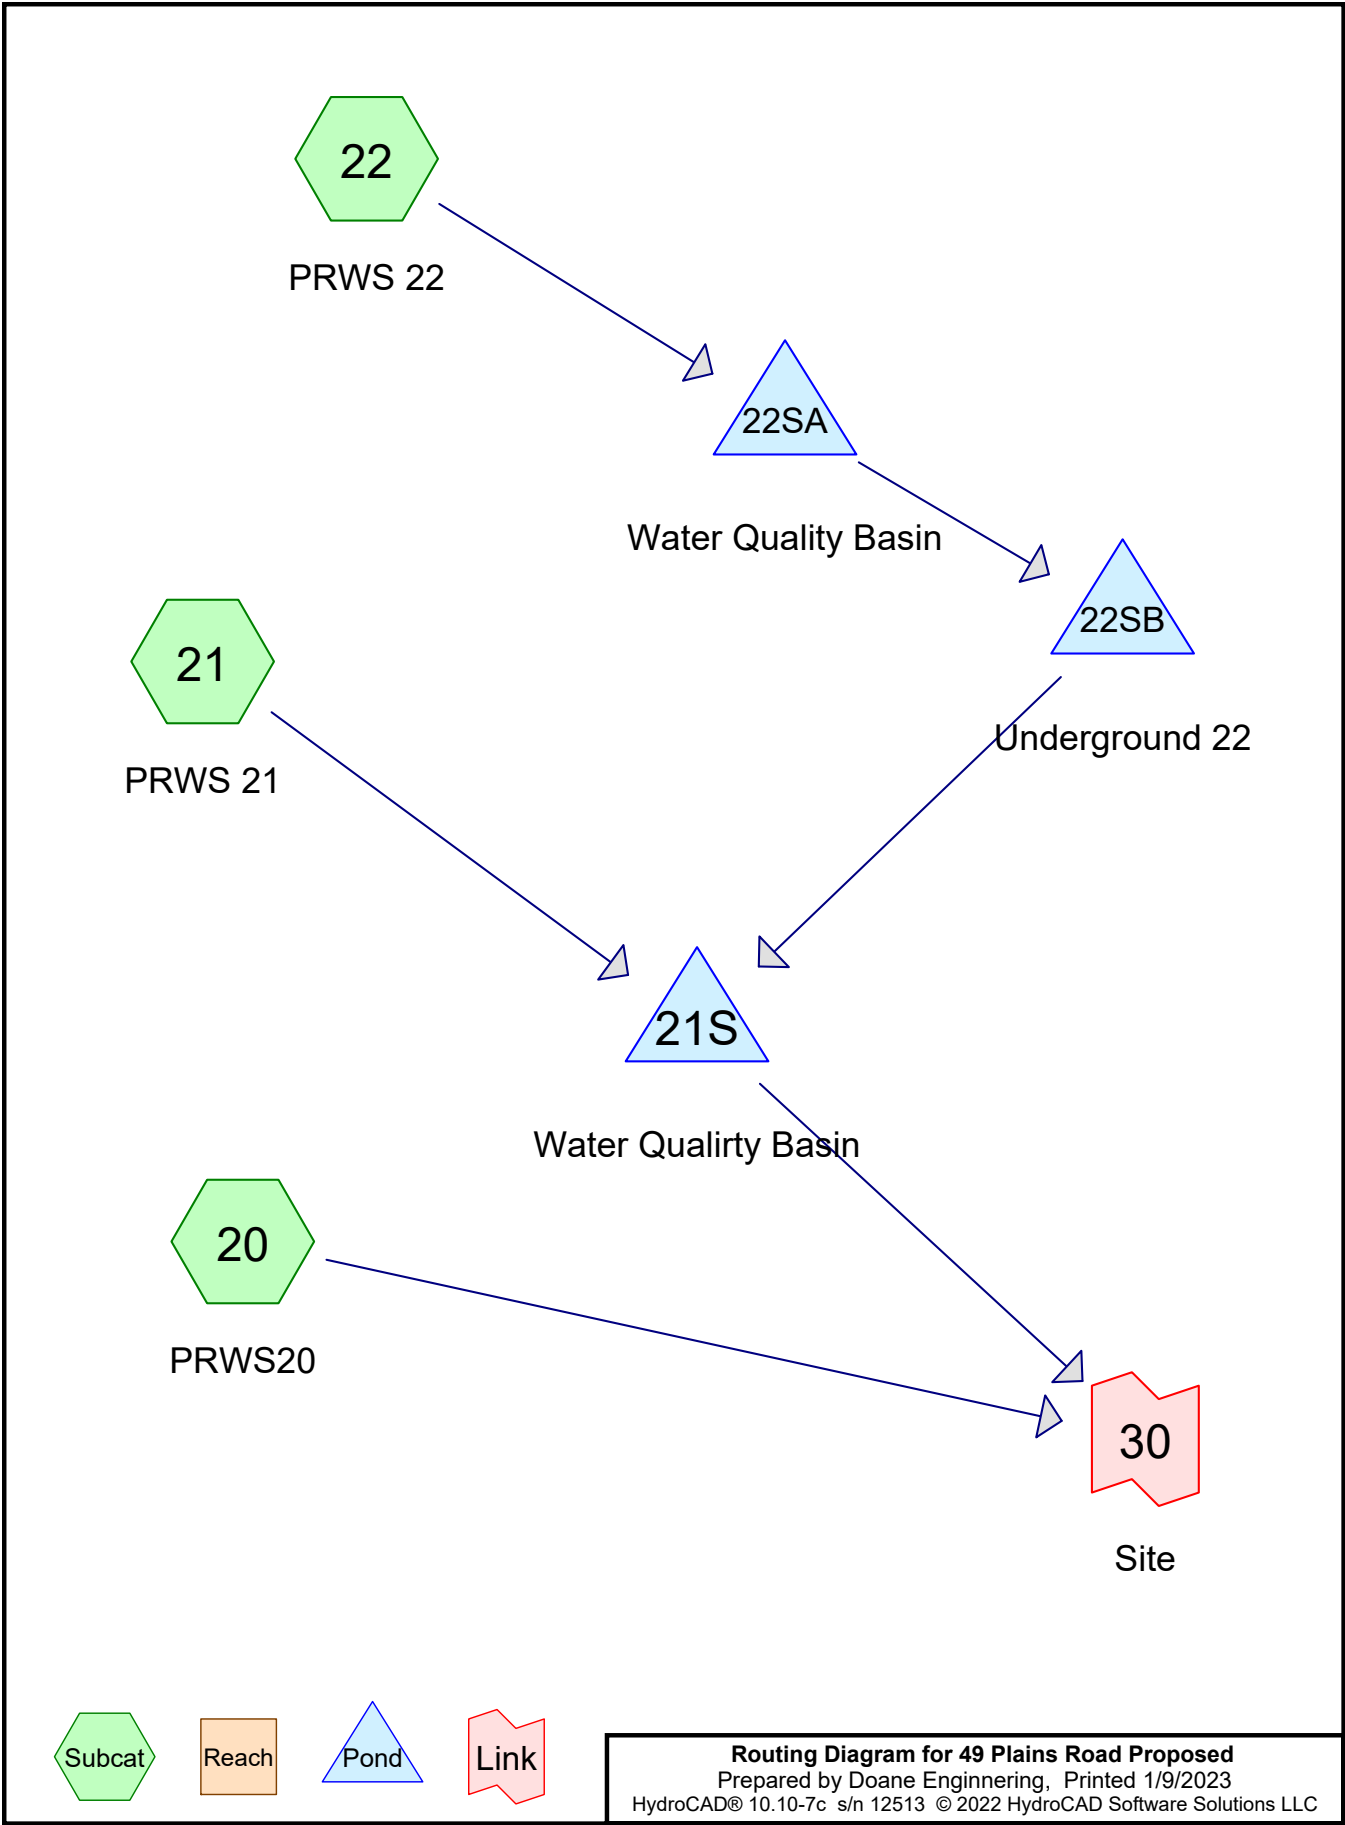 22
PRWS 22
22SA
Water Quality Basin
22SB
Underground 22
21
PRWS 21
21S
Water Qualirty Basin
20
PRWS20
30
Site
Subcat
Reach
Pond
Link
Routing Diagram for 49 Plains Road Proposed
Prepared by Doane Enginnering, Printed 1/9/2023
HydroCAD® 10.10-7c s/n 12513 © 2022 HydroCAD Software Solutions LLC